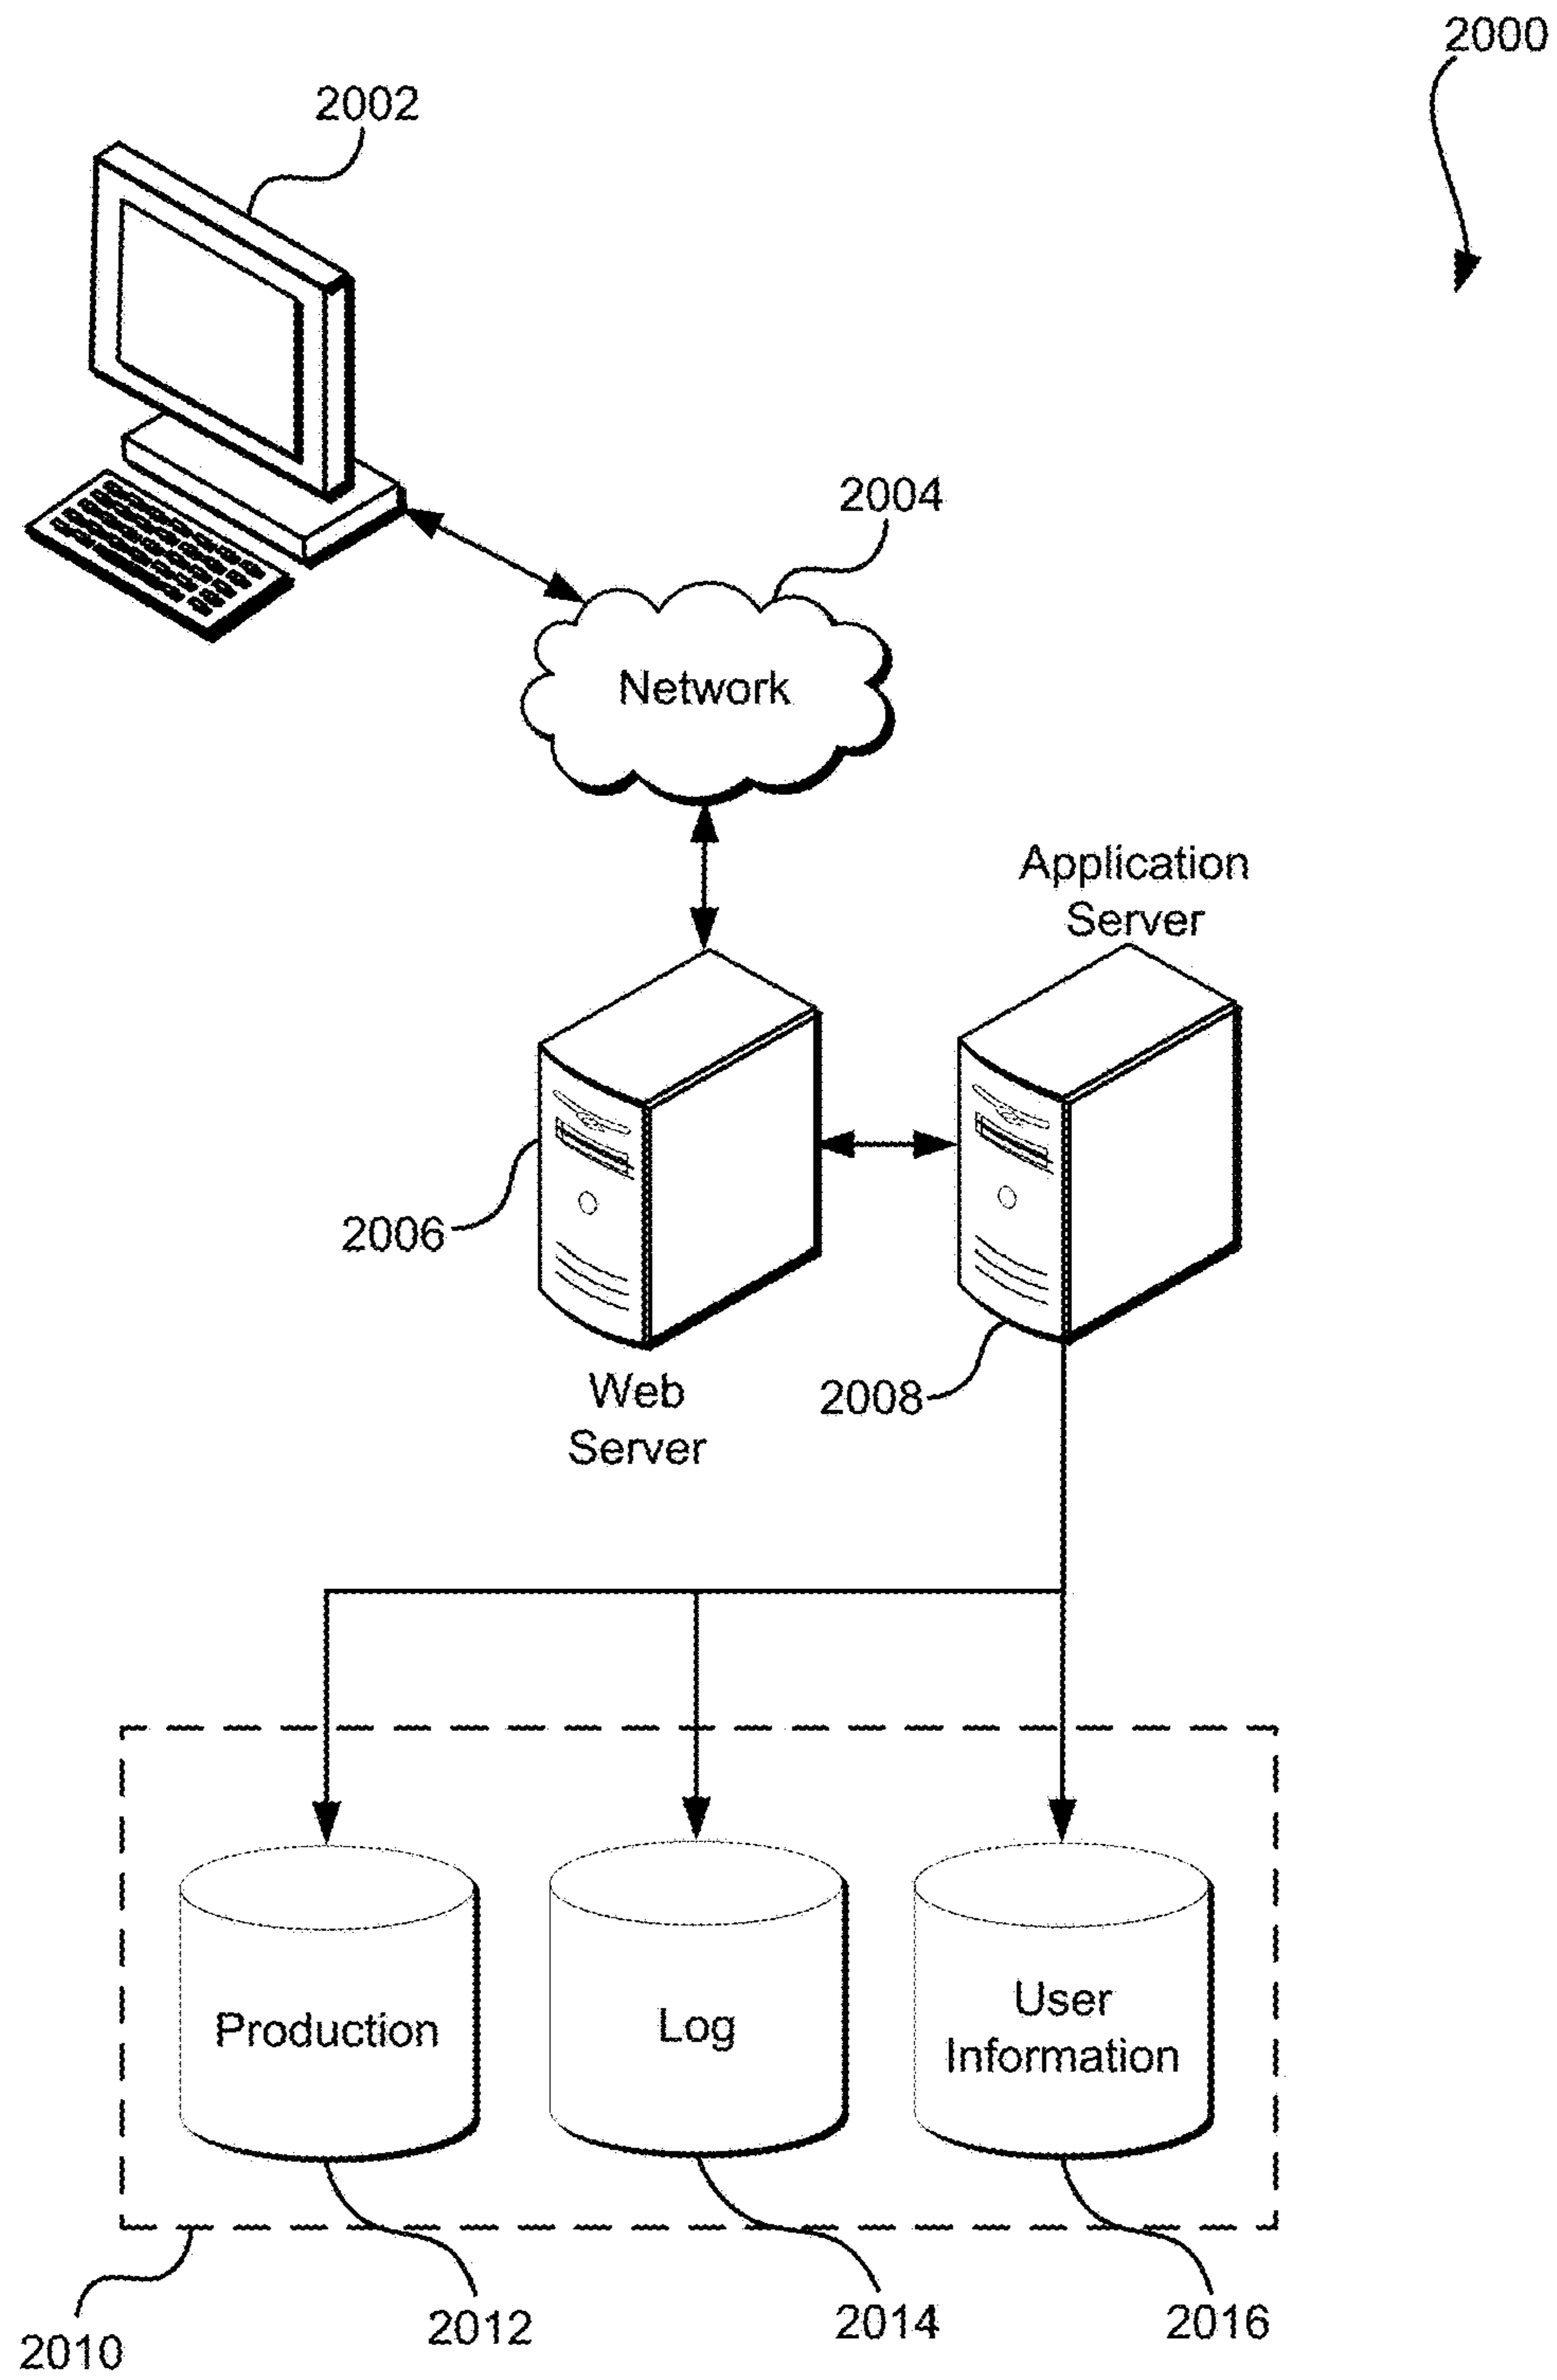 2000
2002
2004
Network
Application
Server
2006
2008
Web
Server
Production
Log
User
Information
2010
2012
2014
2016